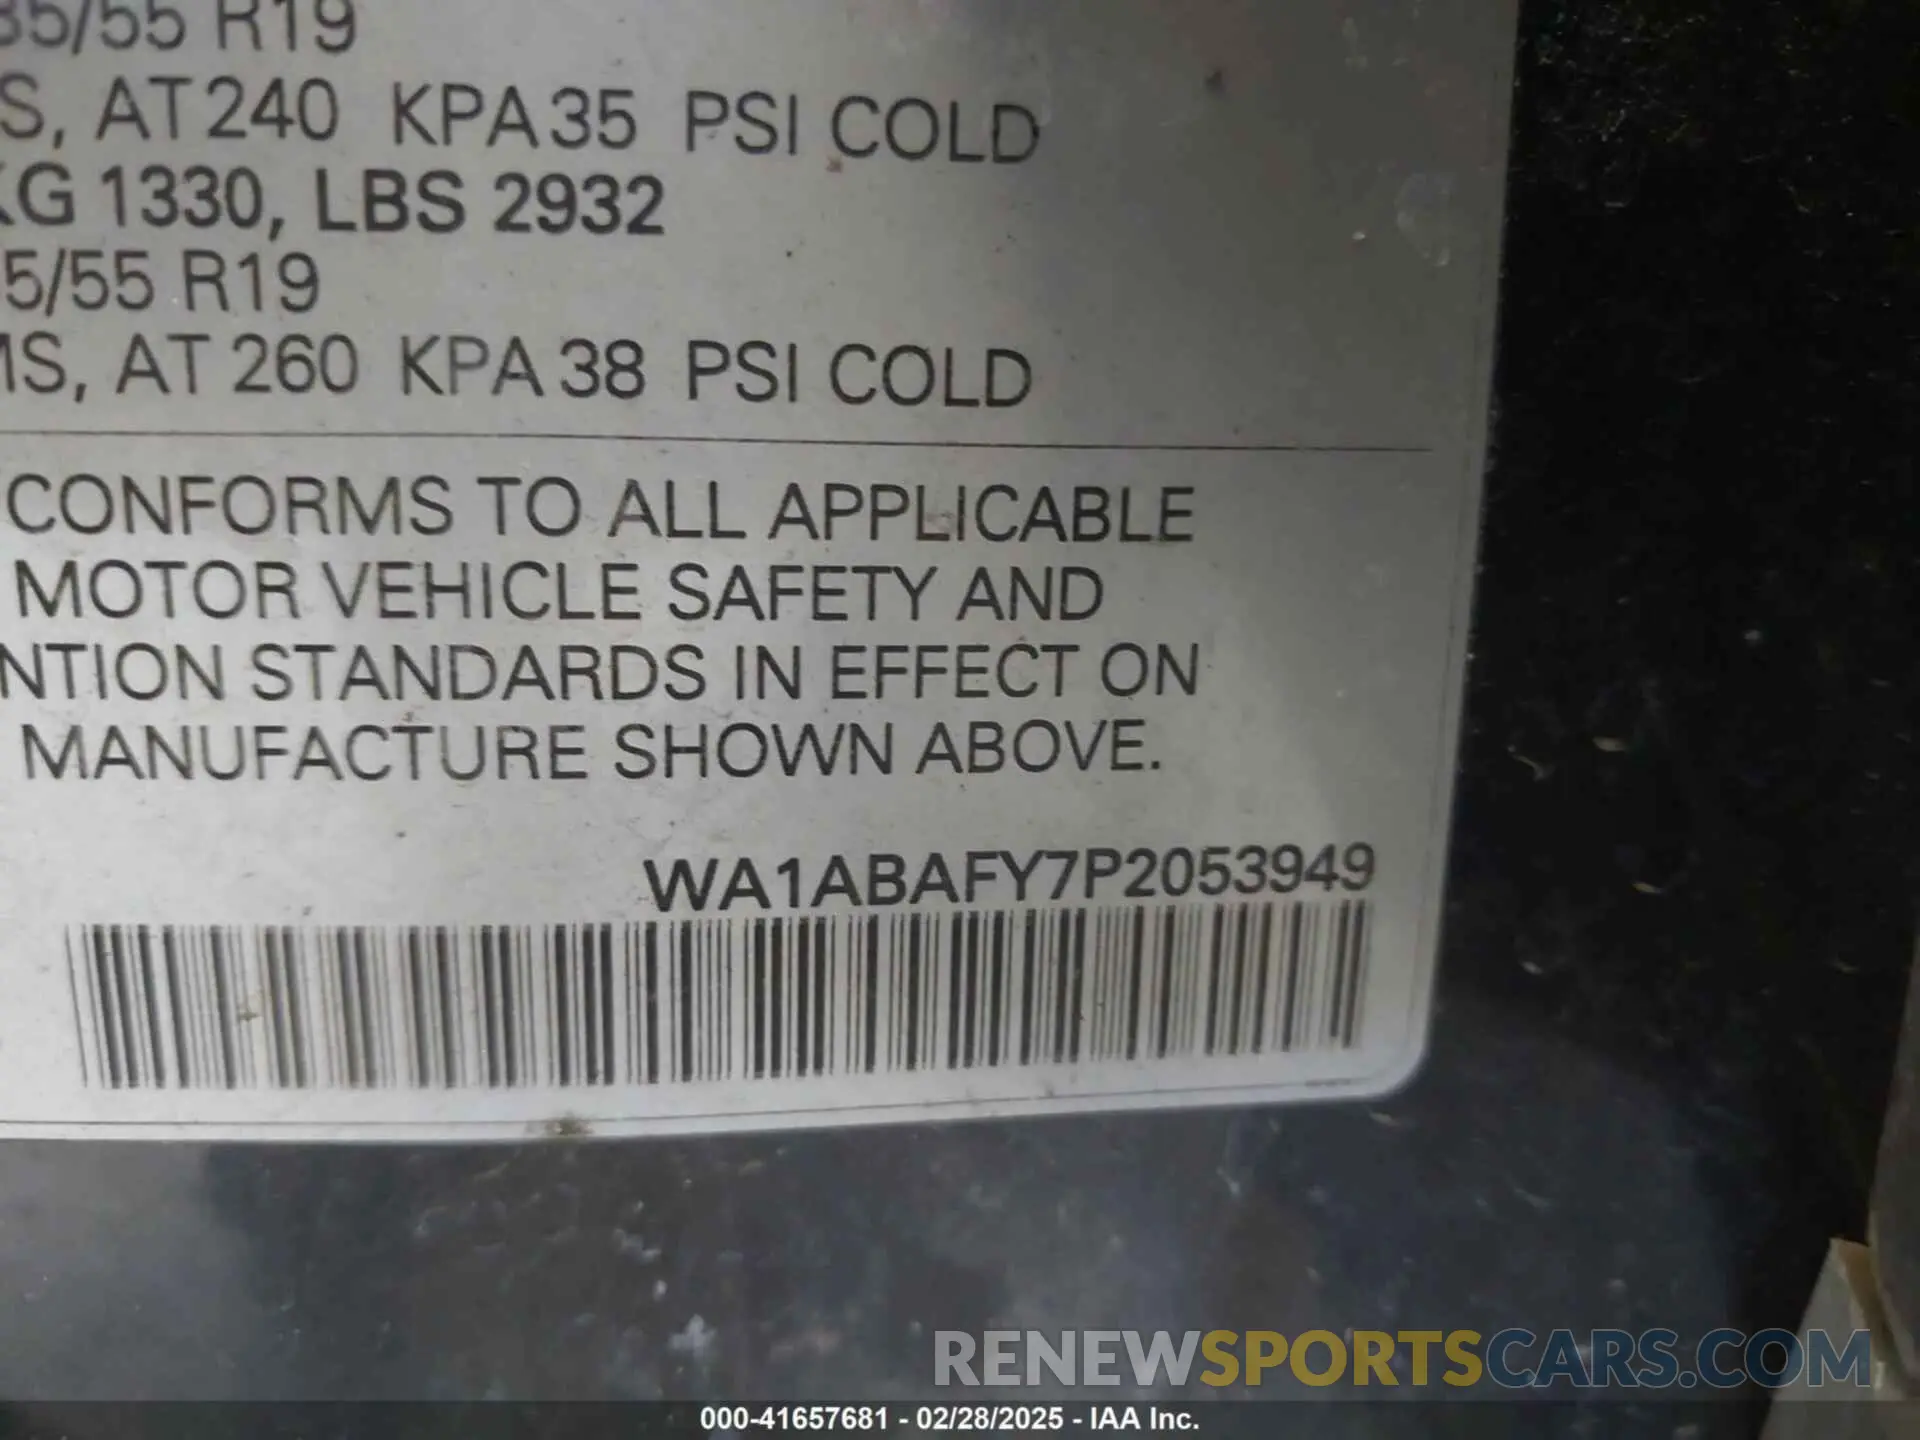 35/55 R19
S, AT 240 KPA 35 PSI COLD
KG 1330, LBS 2932
5/55 R19
MS, AT 260 KPA 38 PSI COLD
CONFORMS TO ALL APPLICABLE
MOTOR VEHICLE SAFETY AND
NTION STANDARDS IN EFFECT ON
MANUFACTURE SHOWN ABOVE.
WA1ABAFY7P2053949
RENEWSPORTSCARS.COM
000-41657681 - 02/28/2025 - IAA Inc.